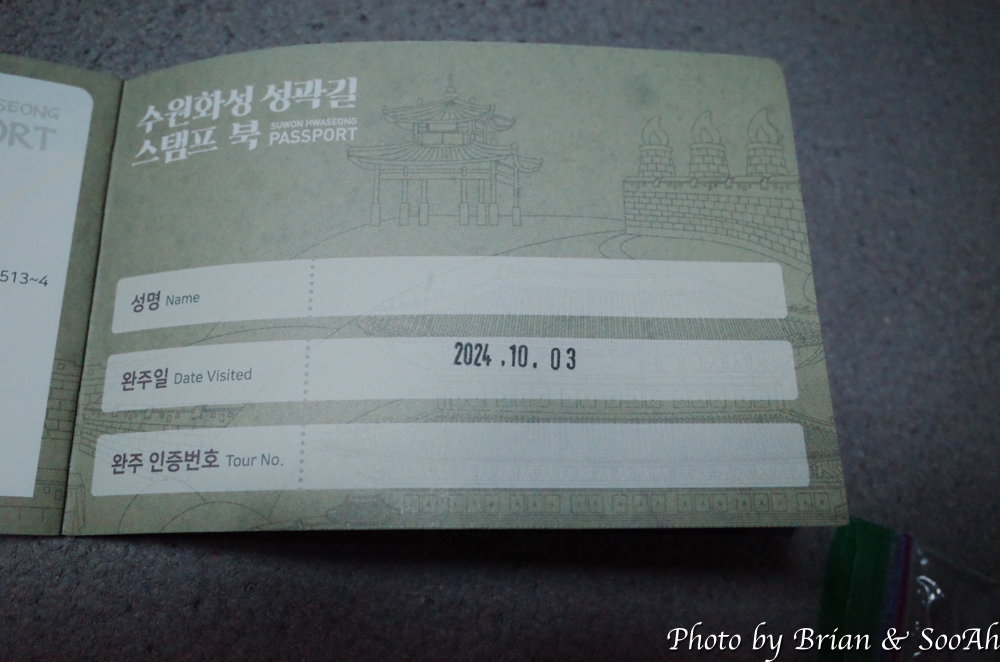 SEONG
ORT
513~4
수원화성 성곽길
스탬프 북 SUWON HWASEONG PASSPORT
성명 Name
완주일 Date Visited 2024.10.03
완주 인증번호 Tour No.
Photo by Brian & SooAh